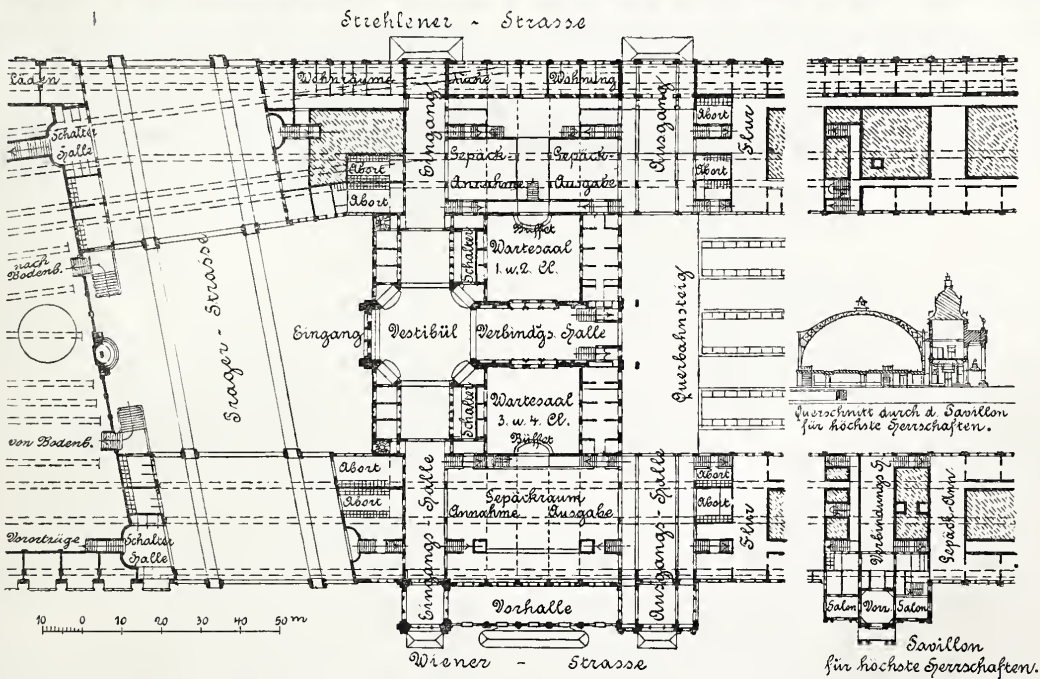 Strehlener - Strasse
Läden
Wohnräume
Wohnung
Eingang
Ausgang
Abort
Flur
Schalter
Halle
Gepäck-
Annahme
Gepäck-
Ausgabe
Abort
Abort
Abort
nach
Bodenb.
Prager - Strasse
Büffet
Wartesaal
1. u. 2. Cl.
Schalter
Eingang
Vestibül
Verbindgs. Halle
Querbahnsteig
Schalter
Wartesaal
3. u. 4. Cl.
Büffet
Querschnitt durch d. Pavillon
für höchste Herrschaften.
von Bodenb.
Abort
Abort
Eingangs - Halle
Gepäckraum
Annahme Ausgabe
Ausgangs - Halle
Abort
Abort
Flur
Verbindungs H.
Gepäck Ann.
Vorortzüge
Schalter
Halle
Vorhalle
Salon
Vorr.
Salon
10 0 10 20 30 40 50 m
Wiener - Strasse
Pavillon
für höchste Herrschaften.